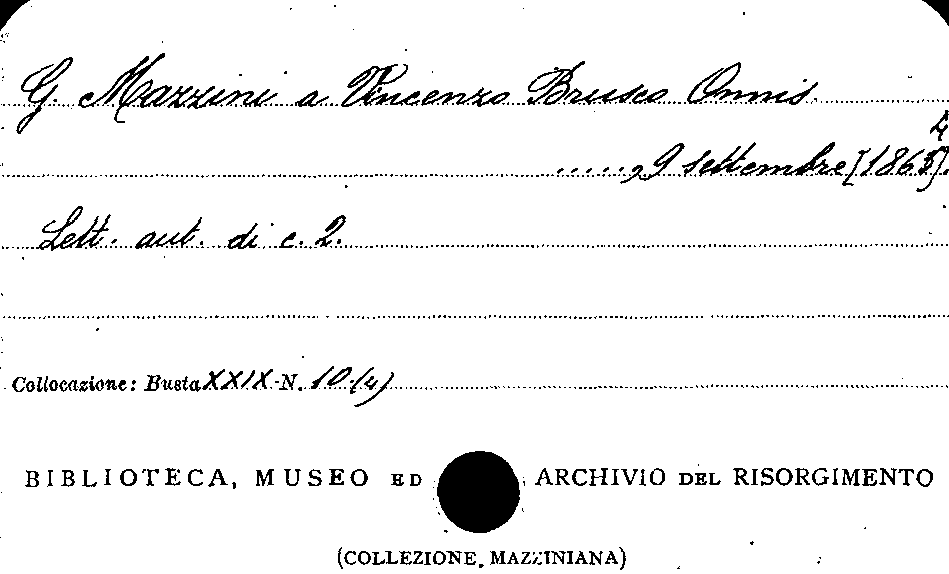 G. Mazzini a Vincenzo Brusco Onnis.
....., 9 settembre [1865]. 4
Lett. aut. di c. 2.
Collocazione: Busta XXIX-N. 10 (4)
BIBLIOTECA, MUSEO ED ARCHIVIO DEL RISORGIMENTO
(COLLEZIONE MAZZINIANA)